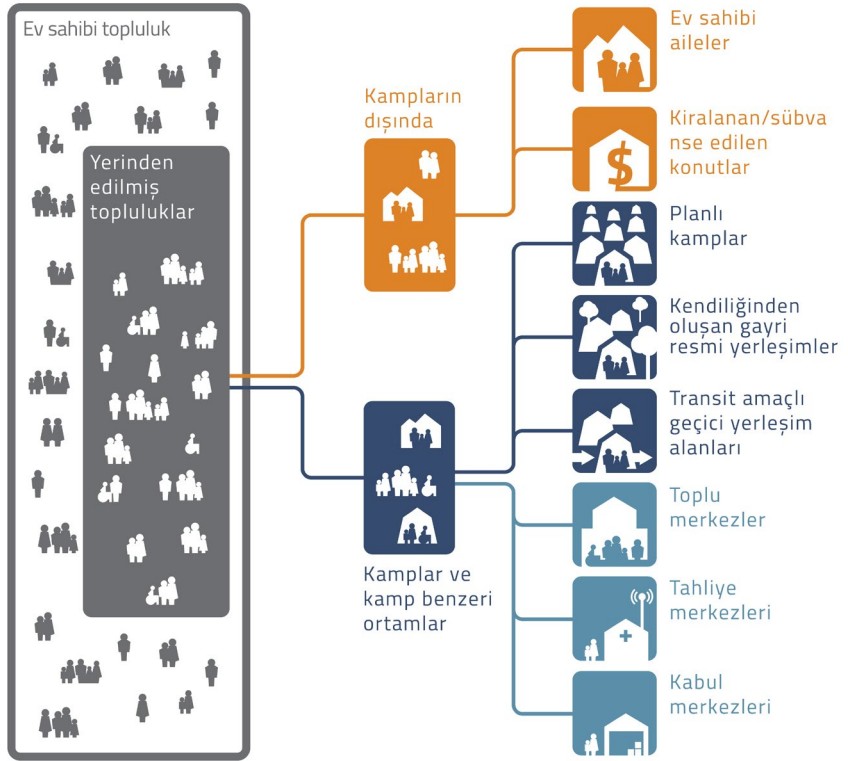 Ev sahibi topluluk
Yerinden
edilmiş
topluluklar
Kampların
dışında
Ev sahibi
aileler
Kiralanan/sübva
nse edilen
konutlar
$
Kamplar ve
kamp benzeri
ortamlar
Planlı
kamplar
Kendiliğinden
oluşan gayri
resmi yerleşimler
Transit amaçlı
geçici yerleşim
alanları
Toplu
merkezler
Tahliye
merkezleri
Kabul
merkezleri